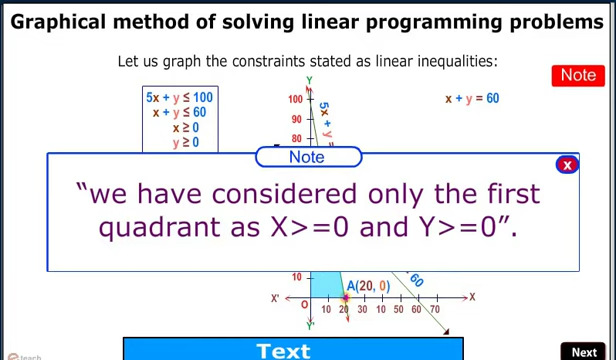 Graphical method of solving linear programming problems
Let us graph the constraints stated as linear inequalities:
Note
5x + y ≤ 100
x + y ≤ 60
x ≥ 0
y ≥ 0
Y
100
90
80
5x + y =
x + y = 60
Note
x
“we have considered only the first
quadrant as X>=0 and Y>=0”.
10
A(20, 0)
60
X'
O
10 20 30 40 50 60 70
X
Y'
Text
Next